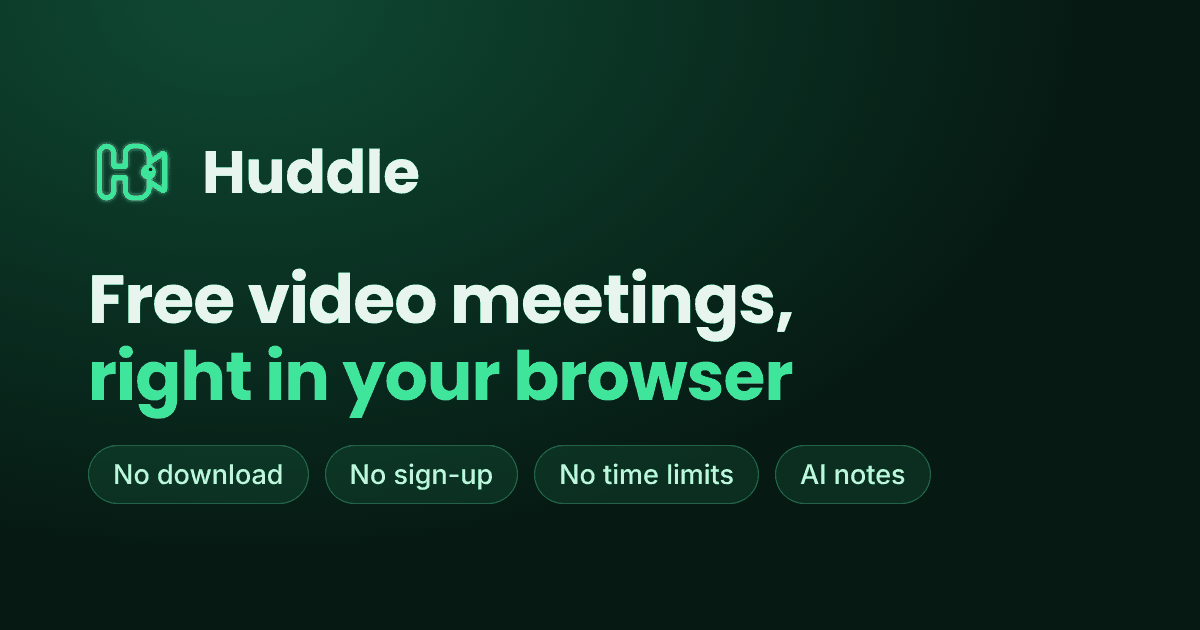 Huddle
Free video meetings,
right in your browser
No download No sign-up No time limits AI notes